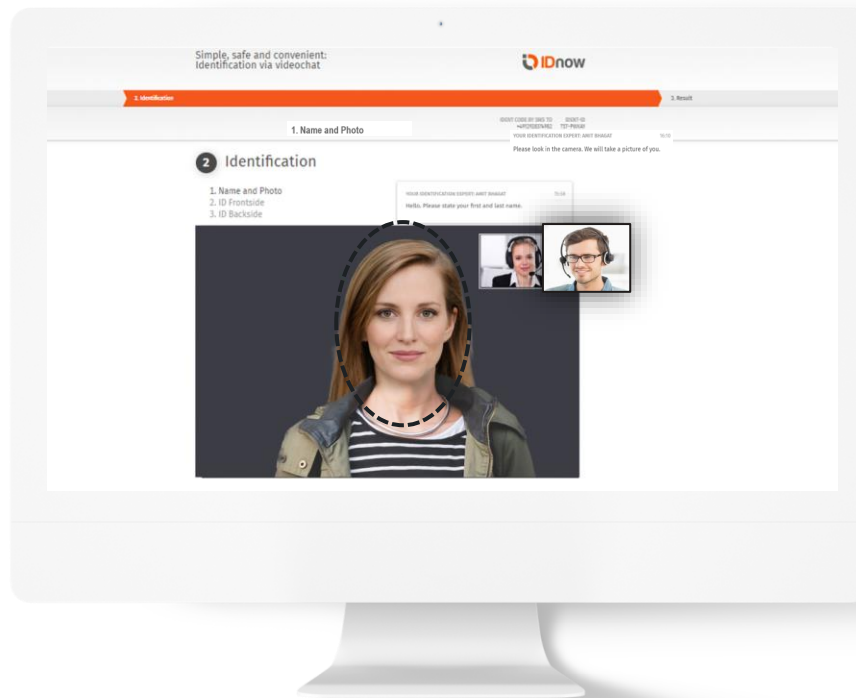 Simple, safe and convenient:
Identification via videochat
IDnow
2. Identification
3. Result
1. Name and Photo
YOUR IDENTIFICATION EXPERT: AMIT BHAGAT
Please look in the camera. We will take a picture of you.
2 Identification
1. Name and Photo
2. ID Frontside
3. ID Backside
YOUR IDENTIFICATION EXPERT: AMIT BHAGAT
Hello. Please state your first and last name.